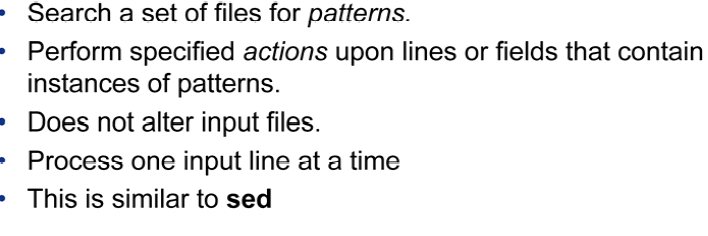 • Search a set of files for patterns.
• Perform specified actions upon lines or fields that contain
instances of patterns.
• Does not alter input files.
• Process one input line at a time
• This is similar to sed